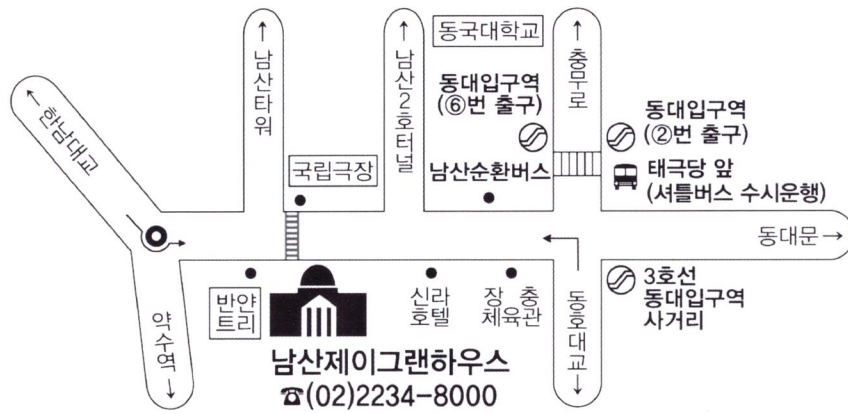 ← 한남대교
↑ 남산타워
↑ 남산2호터널
동국대학교
↑ 충무로
동대입구역
(⑥번 출구)
동대입구역
(②번 출구)
국립극장
남산순환버스
태극당 앞
(셔틀버스 수시운행)
동대문→
반얀
트리
신라
호텔
장 충
체육관
동호대교 ↓
3호선
동대입구역
사거리
약수역 ↓
남산제이그랜하우스
☎(02)2234-8000